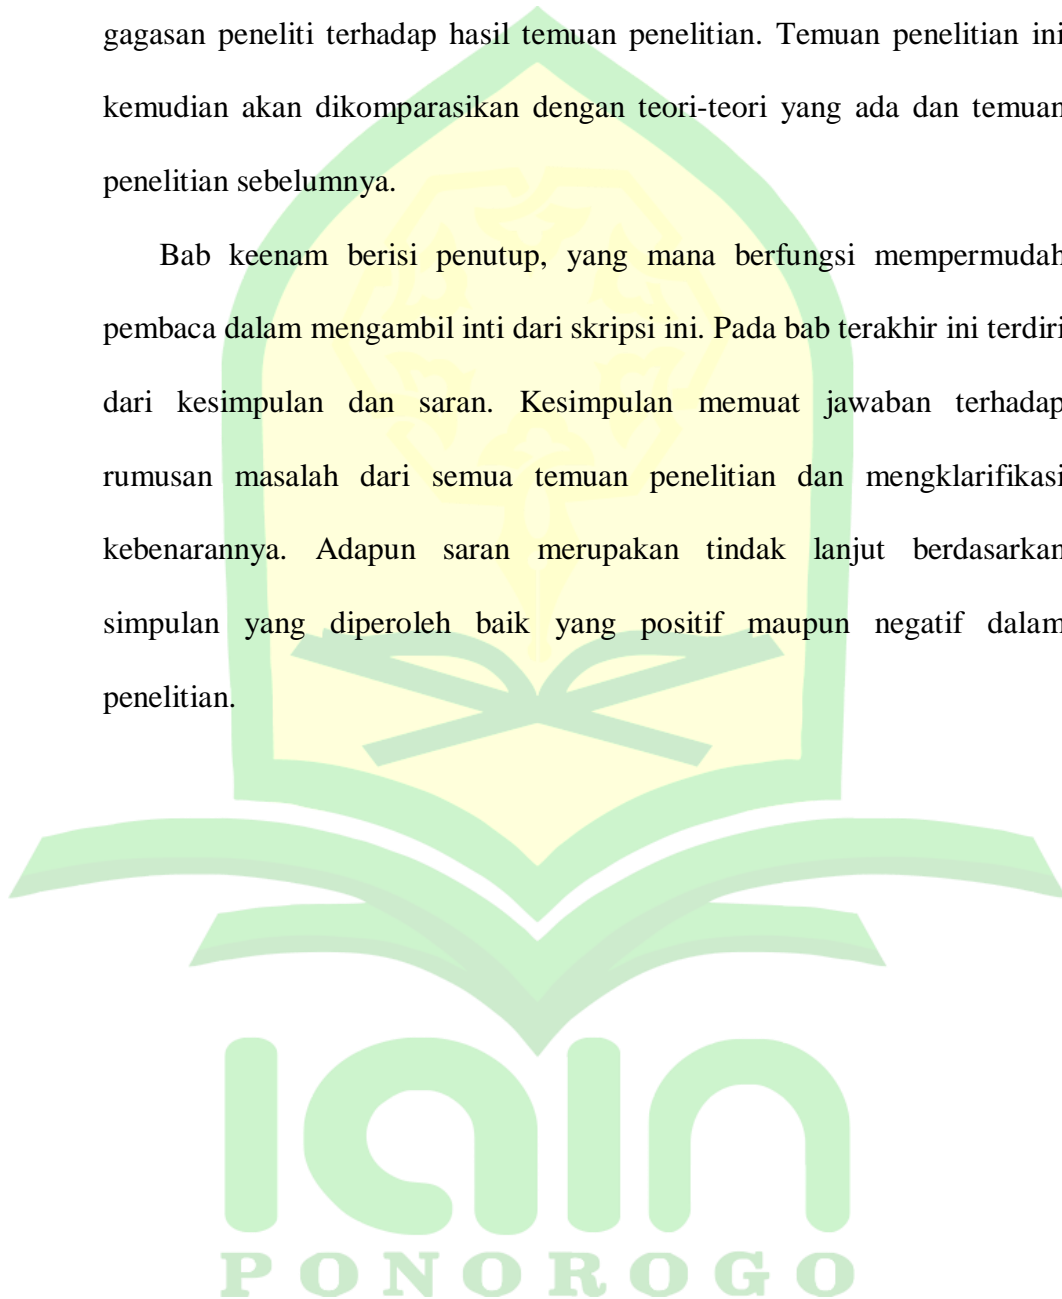 gagasan peneliti terhadap hasil temuan penelitian. Temuan penelitian ini
kemudian akan dikomparasikan dengan teori-teori yang ada dan temuan
penelitian sebelumnya.
Bab keenam berisi penutup, yang mana berfungsi mempermudah
pembaca dalam mengambil inti dari skripsi ini. Pada bab terakhir ini terdiri
dari kesimpulan dan saran. Kesimpulan memuat jawaban terhadap
rumusan masalah dari semua temuan penelitian dan mengklarifikasi
kebenarannya. Adapun saran merupakan tindak lanjut berdasarkan
simpulan yang diperoleh baik yang positif maupun negatif dalam
penelitian.
iain
PONOROGO